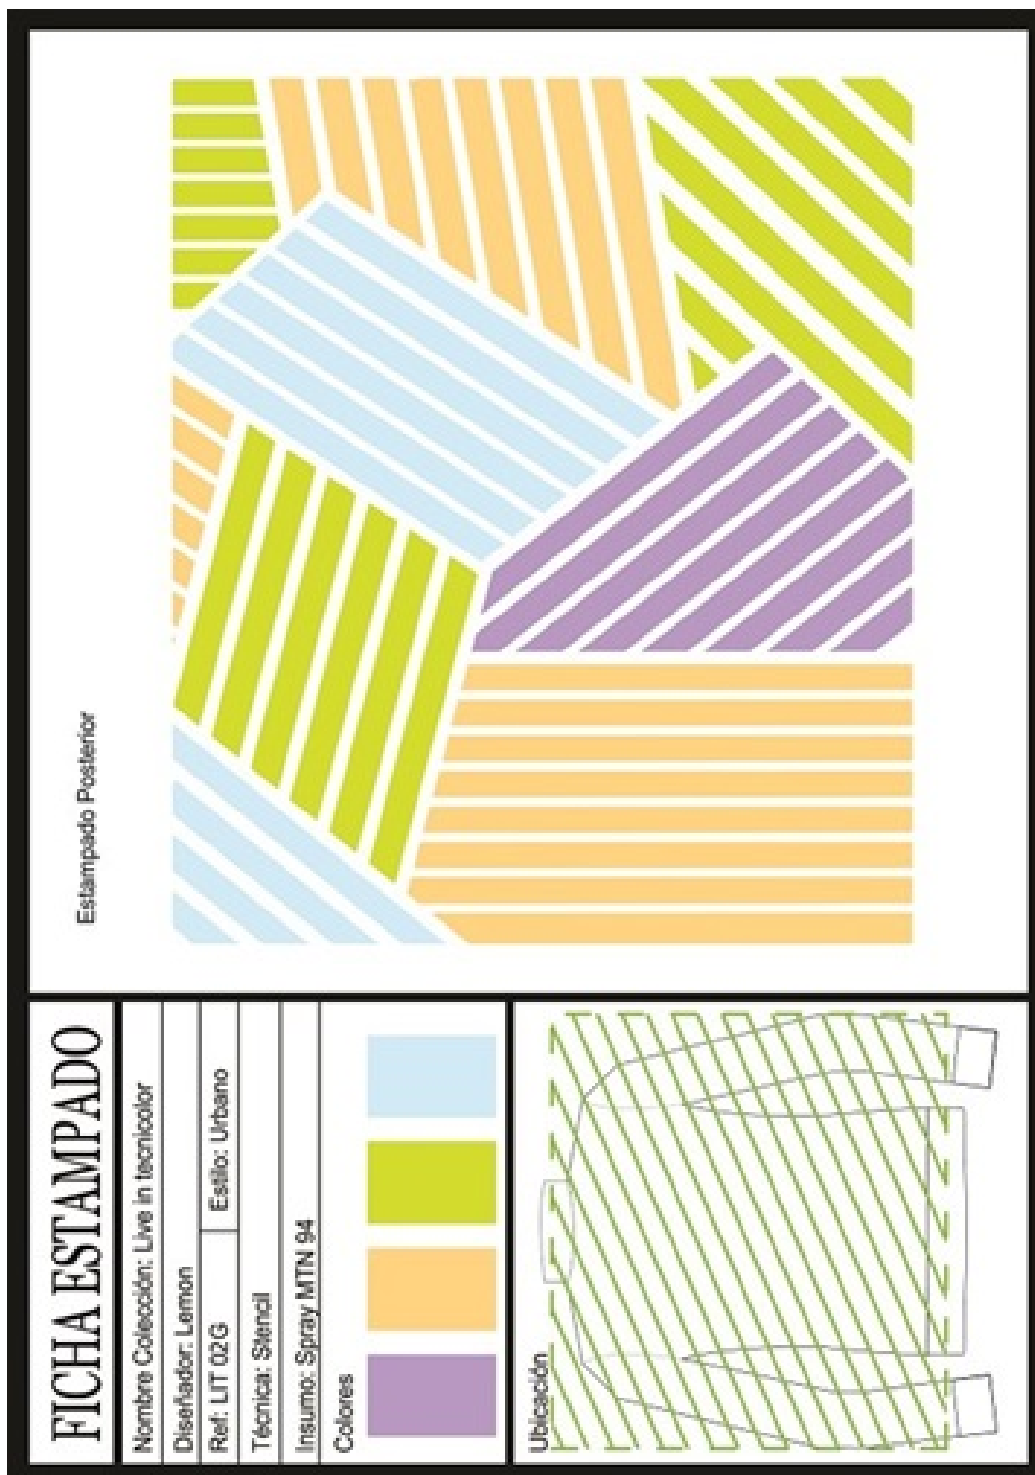 FICHA ESTAMPADO
Nombre Colección: Live in tecnicolor
Diseñador: Lemon
Ref: LIT 02G Estilo: Urbano
Técnica: Stencil
Insumo: Spray MTN 94
Colores
Ubicación
Estampado Posterior